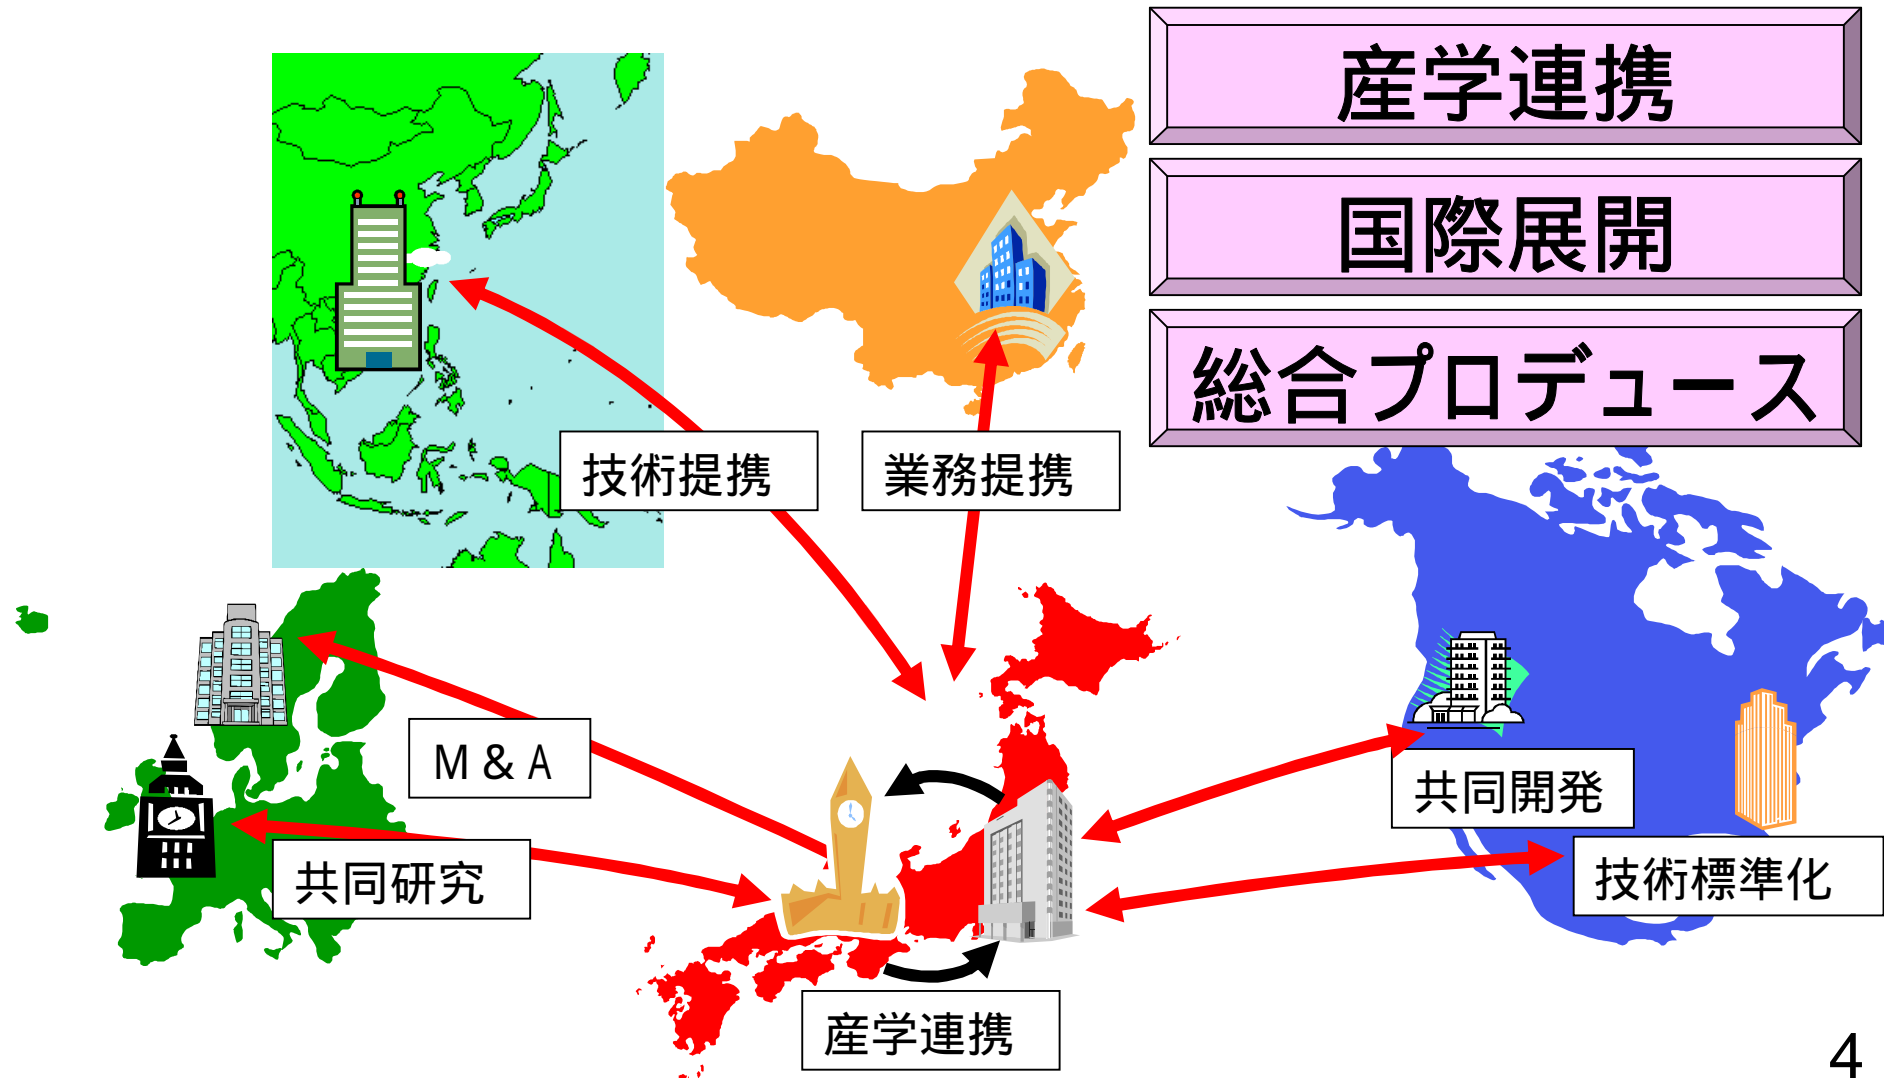 産学連携
国際展開
総合プロデュース
技術提携
業務提携
M & A
共同開発
共同研究
技術標準化
産学連携
4